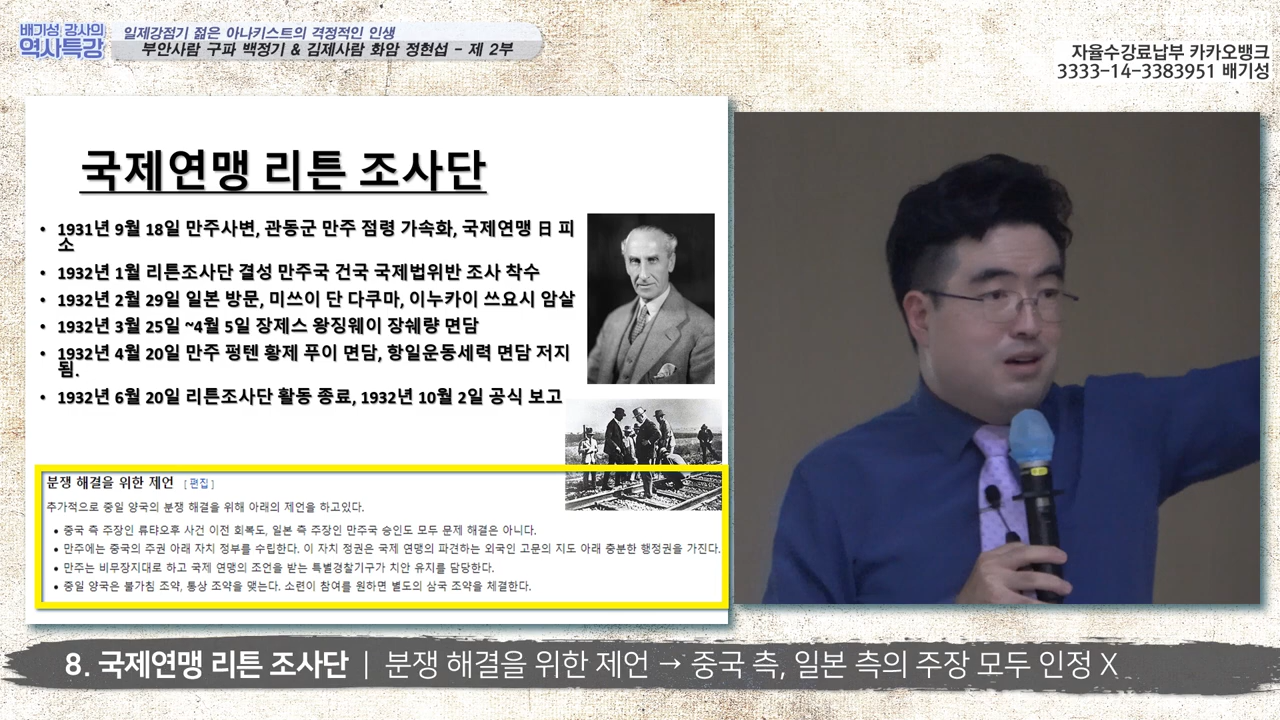 배기성 강사의
역사특강
일제강점기 젊은 아나키스트의 격정적인 인생
부안사람 구파 백정기 & 김제사람 화암 정현섭 - 제 2부
자율수강료납부 카카오뱅크
3333-14-3383951 배기성
국제연맹 리튼 조사단
• 1931년 9월 18일 만주사변, 관동군 만주 점령 가속화, 국제연맹 日 피
소
• 1932년 1월 리튼조사단 결성 만주국 건국 국제법위반 조사 착수
• 1932년 2월 29일 일본 방문, 미쓰이 단 다쿠마, 이누카이 쓰요시 암살
• 1932년 3월 25일 ~4월 5일 장제스 왕징웨이 장쉐량 면담
• 1932년 4월 20일 만주 펑텐 황제 푸이 면담, 항일운동세력 면담 저지
됨.
• 1932년 6월 20일 리튼조사단 활동 종료, 1932년 10월 2일 공식 보고
분쟁 해결을 위한 제언 [편집]
추가적으로 중일 양국의 분쟁 해결을 위해 아래의 제언을 하고있다.
• 중국 측 주장인 류탸오후 사건 이전 회복도, 일본 측 주장인 만주국 승인도 모두 문제 해결은 아니다.
• 만주에는 중국의 주권 아래 자치 정부를 수립한다. 이 자치 정권은 국제 연맹의 파견하는 외국인 고문의 지도 아래 충분한 행정권을 가진다.
• 만주는 비무장지대로 하고 국제 연맹의 조언을 받는 특별경찰기구가 치안 유지를 담당한다.
• 중일 양국은 불가침 조약, 통상 조약을 맺는다. 소련이 참여를 원하면 별도의 삼국 조약을 체결한다.
8. 국제연맹 리튼 조사단 | 분쟁 해결을 위한 제언 → 중국 측, 일본 측의 주장 모두 인정 X